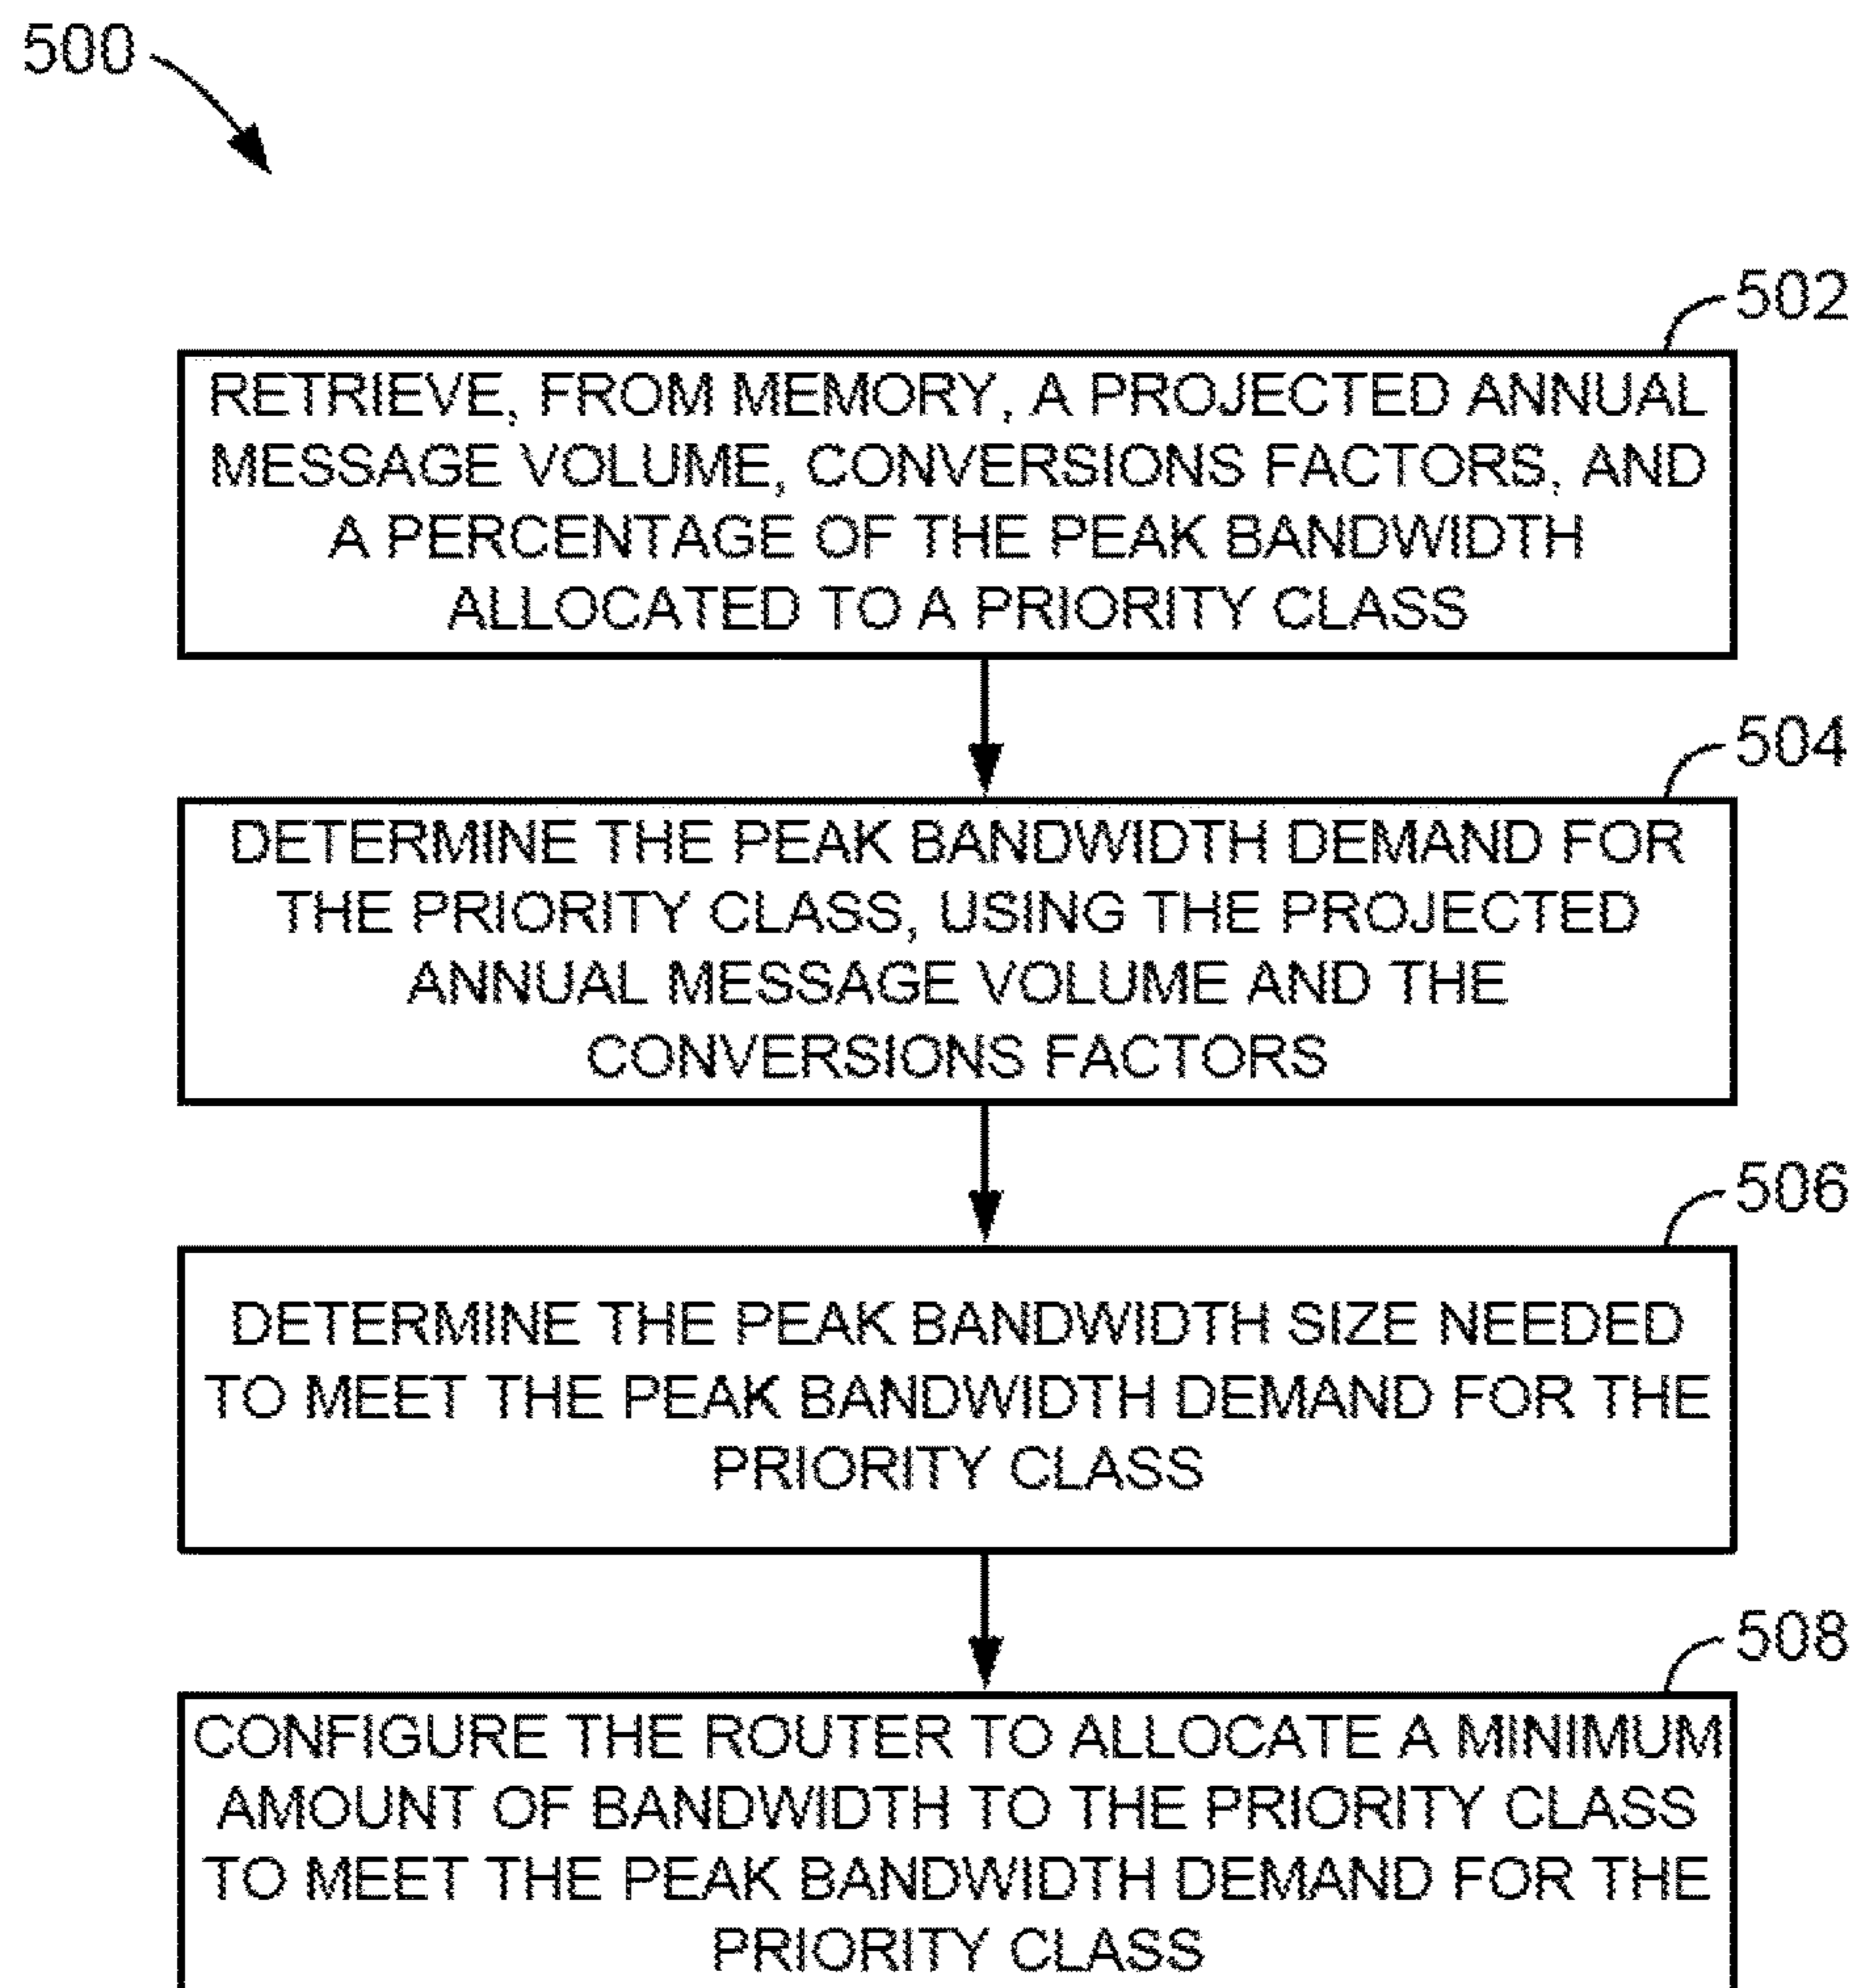 500
502
RETRIEVE, FROM MEMORY, A PROJECTED ANNUAL
MESSAGE VOLUME, CONVERSIONS FACTORS, AND
A PERCENTAGE OF THE PEAK BANDWIDTH
ALLOCATED TO A PRIORITY CLASS
504
DETERMINE THE PEAK BANDWIDTH DEMAND FOR
THE PRIORITY CLASS, USING THE PROJECTED
ANNUAL MESSAGE VOLUME AND THE
CONVERSIONS FACTORS
506
DETERMINE THE PEAK BANDWIDTH SIZE NEEDED
TO MEET THE PEAK BANDWIDTH DEMAND FOR THE
PRIORITY CLASS
508
CONFIGURE THE ROUTER TO ALLOCATE A MINIMUM
AMOUNT OF BANDWIDTH TO THE PRIORITY CLASS
TO MEET THE PEAK BANDWIDTH DEMAND FOR THE
PRIORITY CLASS